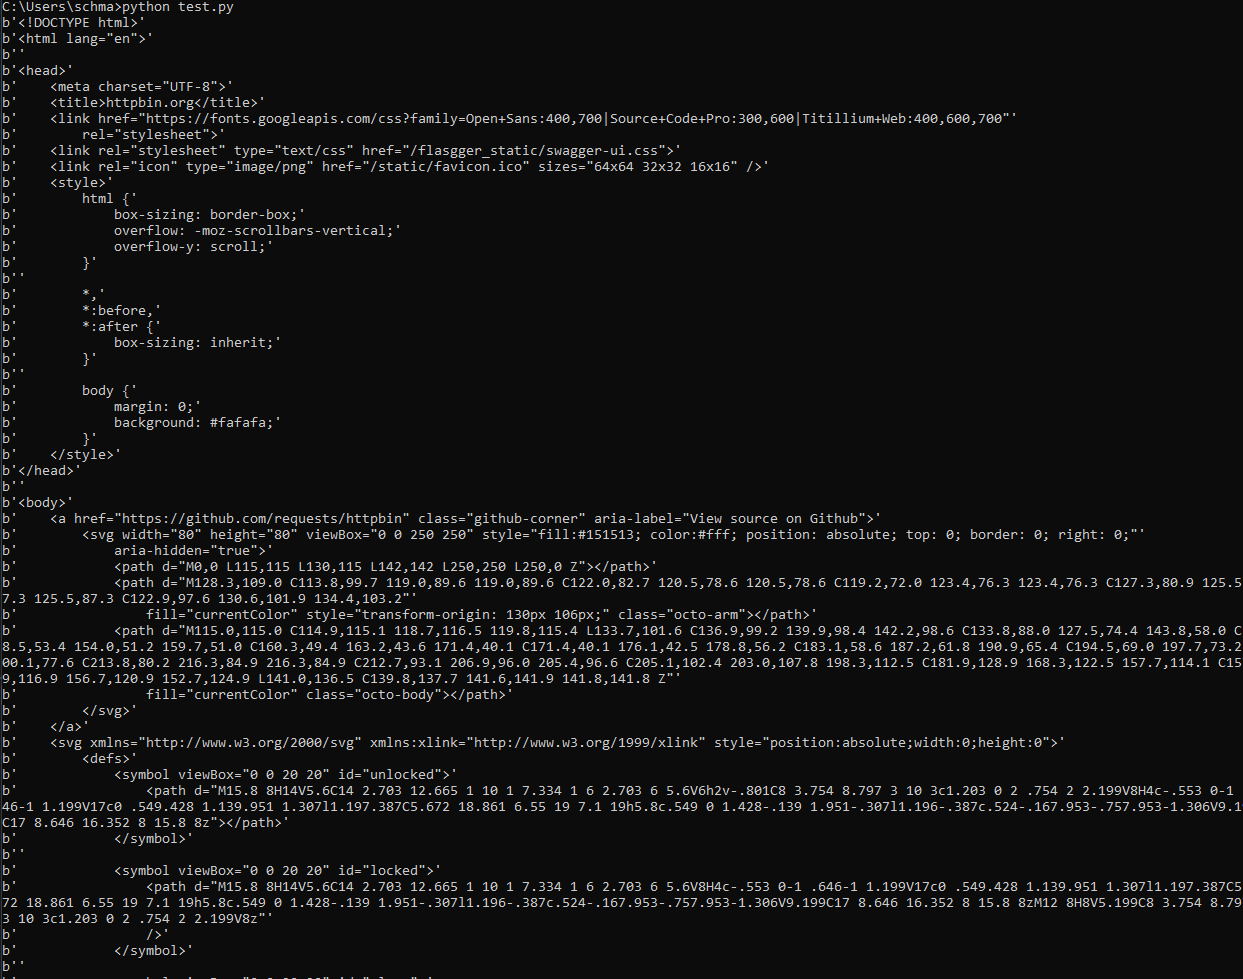 C:\Users\schma>python test.py
b'<!DOCTYPE html>'
b'<html lang="en">'
b''
b'<head>'
b'    <meta charset="UTF-8">'
b'    <title>httpbin.org</title>'
b'    <link href="https://fonts.googleapis.com/css?family=Open+Sans:400,700|Source+Code+Pro:300,600|Titillium+Web:400,600,700"'
b'        rel="stylesheet">'
b'    <link rel="stylesheet" type="text/css" href="/flasgger_static/swagger-ui.css">'
b'    <link rel="icon" type="image/png" href="/static/favicon.ico" sizes="64x64 32x32 16x16" />'
b'    <style>'
b'        html {'
b'            box-sizing: border-box;'
b'            overflow: -moz-scrollbars-vertical;'
b'            overflow-y: scroll;'
b'        }'
b''
b'        *,'
b'        *:before,'
b'        *:after {'
b'            box-sizing: inherit;'
b'        }'
b''
b'        body {'
b'            margin: 0;'
b'            background: #fafafa;'
b'        }'
b'    </style>'
b'</head>'
b''
b'<body>'
b'    <a href="https://github.com/requests/httpbin" class="github-corner" aria-label="View source on Github">'
b'        <svg width="80" height="80" viewBox="0 0 250 250" style="fill:#151513; color:#fff; position: absolute; top: 0; border: 0; right: 0;"'
b'            aria-hidden="true">'
b'            <path d="M0,0 L115,115 L130,115 L142,142 L250,250 L250,0 Z"></path>'
b'            <path d="M128.3,109.0 C113.8,99.7 119.0,89.6 119.0,89.6 C122.0,82.7 120.5,78.6 120.5,78.6 C119.2,72.0 123.4,76.3 123.4,76.3 C127.3,80.9 125.5
7.3 125.5,87.3 C122.9,97.6 130.6,101.9 134.4,103.2"'
b'                fill="currentColor" style="transform-origin: 130px 106px;" class="octo-arm"></path>'
b'            <path d="M115.0,115.0 C114.9,115.1 118.7,116.5 119.8,115.4 L133.7,101.6 C136.9,99.2 139.9,98.4 142.2,98.6 C133.8,88.0 127.5,74.4 143.8,58.0 C
8.5,53.4 154.0,51.2 159.7,51.0 C160.3,49.4 163.2,43.6 171.4,40.1 C171.4,40.1 176.1,42.5 178.8,56.2 C183.1,58.6 187.2,61.8 190.9,65.4 C194.5,69.0 197.7,73.2
00.1,77.6 C213.8,80.2 216.3,84.9 216.3,84.9 C212.7,93.1 206.9,96.0 205.4,96.6 C205.1,102.4 203.0,107.8 198.3,112.5 C181.9,128.9 168.3,122.5 157.7,114.1 C15
9,116.9 156.7,120.9 152.7,124.9 L141.0,136.5 C139.8,137.7 141.6,141.9 141.8,141.8 Z"'
b'                fill="currentColor" class="octo-body"></path>'
b'        </svg>'
b'    </a>'
b'    <svg xmlns="http://www.w3.org/2000/svg" xmlns:xlink="http://www.w3.org/1999/xlink" style="position:absolute;width:0;height:0">'
b'        <defs>'
b'            <symbol viewBox="0 0 20 20" id="unlocked">'
b'                <path d="M15.8 8H14V5.6C14 2.703 12.665 1 10 1 7.334 1 6 2.703 6 5.6V6h2v-.801C8 3.754 8.797 3 10 3c1.203 0 2 .754 2 2.199V8H4c-.553 0-1
46-1 1.199V17c0 .549.428 1.139.951 1.307l1.197.387C5.672 18.861 6.55 19 7.1 19h5.8c.549 0 1.428-.139 1.951-.307l1.196-.387c.524-.167.953-.757.953-1.306V9.19
C17 8.646 16.352 8 15.8 8z"></path>'
b'            </symbol>'
b''
b'            <symbol viewBox="0 0 20 20" id="locked">'
b'                <path d="M15.8 8H14V5.6C14 2.703 12.665 1 10 1 7.334 1 6 2.703 6 5.6V8H4c-.553 0-1 .646-1 1.199V17c0 .549.428 1.139.951 1.307l1.197.387C5
72 18.861 6.55 19 7.1 19h5.8c.549 0 1.428-.139 1.951-.307l1.196-.387c.524-.167.953-.757.953-1.306V9.199C17 8.646 16.352 8 15.8 8zM12 8H8V5.199C8 3.754 8.79
3 10 3c1.203 0 2 .754 2 2.199V8z"'
b'                />'
b'            </symbol>'
b''